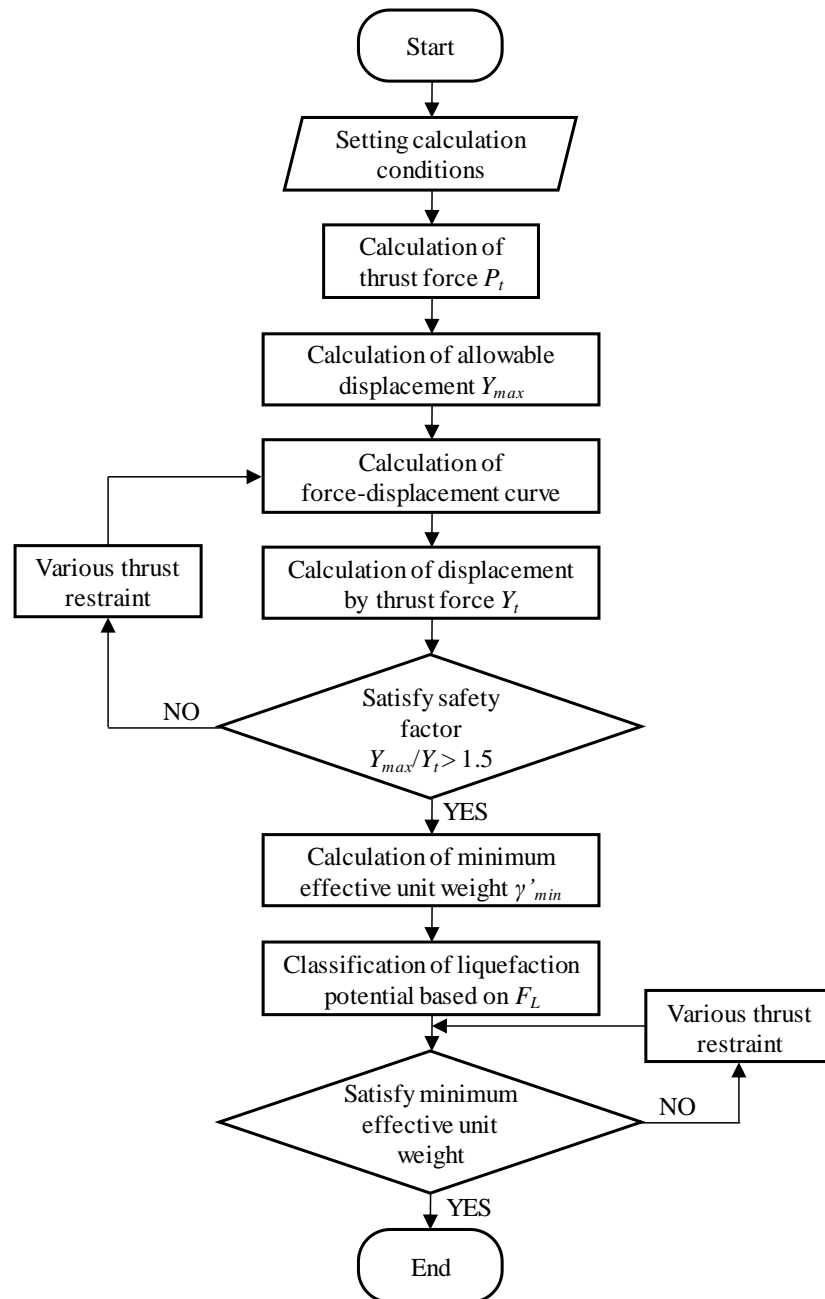 Start
Setting calculation
conditions
Calculation of
thrust force Pt
Calculation of allowable
displacement Ymax
Calculation of
force-displacement curve
Various thrust
restraint
Calculation of displacement
by thrust force Yt
NO
Satisfy safety
factor
Ymax/Yt > 1.5
YES
Calculation of minimum
effective unit weight γ’min
Classification of liquefaction
potential based on FL
Various thrust
restraint
Satisfy minimum
effective unit
weight
NO
YES
End